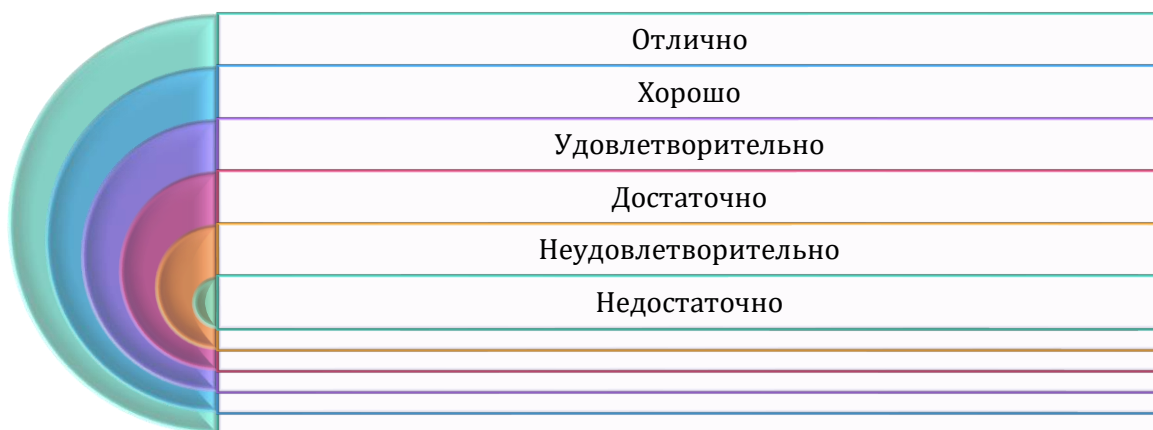 Отлично
Хорошо
Удовлетворительно
Достаточно
Неудовлетворительно
Недостаточно